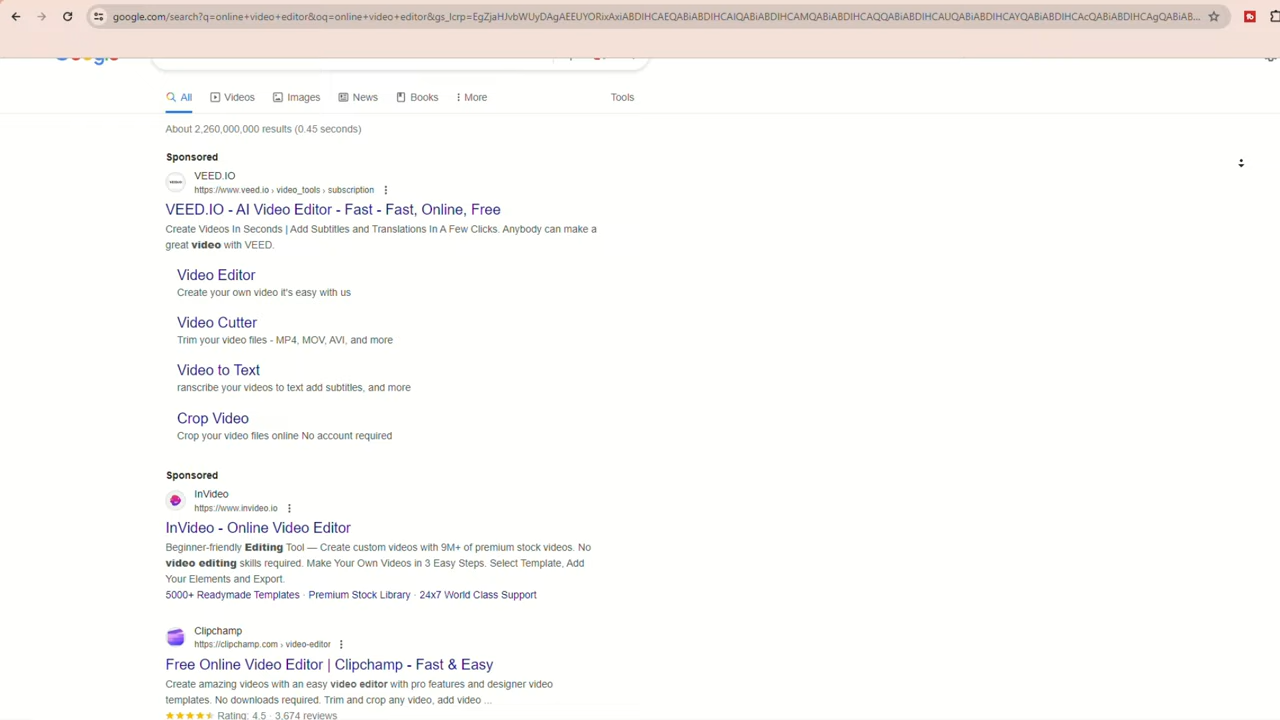 google.com/search?q=online+video+editor&oq=online+video+editor&gs_lcrp=EgZjaHJvbWUyDAgAEEUYORixAxiABDIHCAEQABiABDIHCAIQABiABDIHCAMQABiABDIHCAQQABiABDIHCAUQABiABDIHCAYQABiABDIHCAcQABiABDIHCAgQABiAB...
All
Videos
Images
News
Books
More
Tools
About 2,260,000,000 results (0.45 seconds)
Sponsored
VEED.IO
https://www.veed.io › video_tools › subscription
VEED.IO - AI Video Editor - Fast - Fast, Online, Free
Create Videos In Seconds | Add Subtitles and Translations In A Few Clicks. Anybody can make a
great video with VEED.
Video Editor
Create your own video it's easy with us
Video Cutter
Trim your video files - MP4, MOV, AVI, and more
Video to Text
ranscribe your videos to text add subtitles, and more
Crop Video
Crop your video files online No account required
Sponsored
InVideo
https://www.invideo.io
InVideo - Online Video Editor
Beginner-friendly Editing Tool — Create custom videos with 9M+ of premium stock videos. No
video editing skills required. Make Your Own Videos in 3 Easy Steps. Select Template, Add
Your Elements and Export.
5000+ Readymade Templates · Premium Stock Library · 24x7 World Class Support
Clipchamp
https://clipchamp.com › video-editor
Free Online Video Editor | Clipchamp - Fast & Easy
Create amazing videos with an easy video editor with pro features and designer video
templates. No downloads required. Trim and crop any video, add video ...
Rating: 4.5 · 3,674 reviews